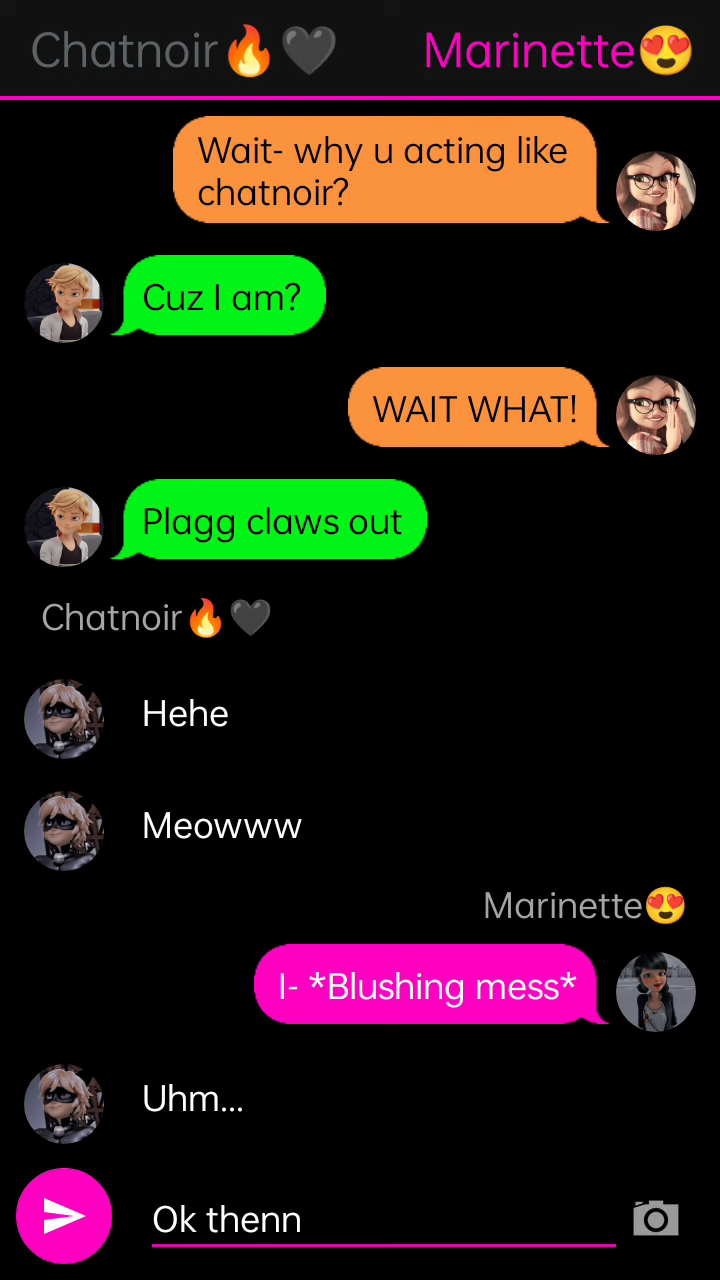 Chatnoir🔥🖤 Marinette😍
Wait- why u acting like
chatnoir?
Cuz I am?
WAIT WHAT!
Plagg claws out
Chatnoir🔥🖤
Hehe
Meowww
Marinette😍
I- *Blushing mess*
Uhm...
Ok thenn